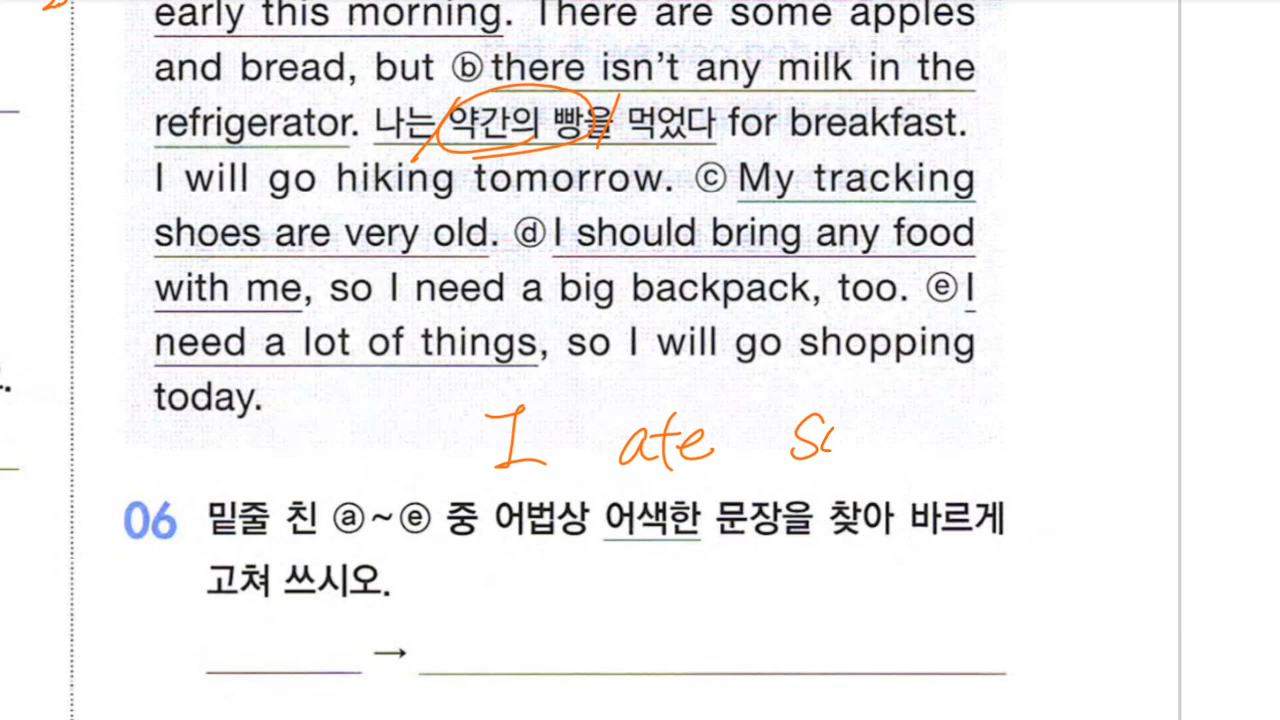 early this morning. There are some apples
and bread, but ⓑ there isn't any milk in the
refrigerator. 나는 약간의 빵을 먹었다 for breakfast.
I will go hiking tomorrow. ⓒ My tracking
shoes are very old. ⓓ I should bring any food
with me, so I need a big backpack, too. ⓔ I
need a lot of things, so I will go shopping
today.
I ate so
06 밑줄 친 ⓐ~ⓔ 중 어법상 어색한 문장을 찾아 바르게
고쳐 쓰시오.
→